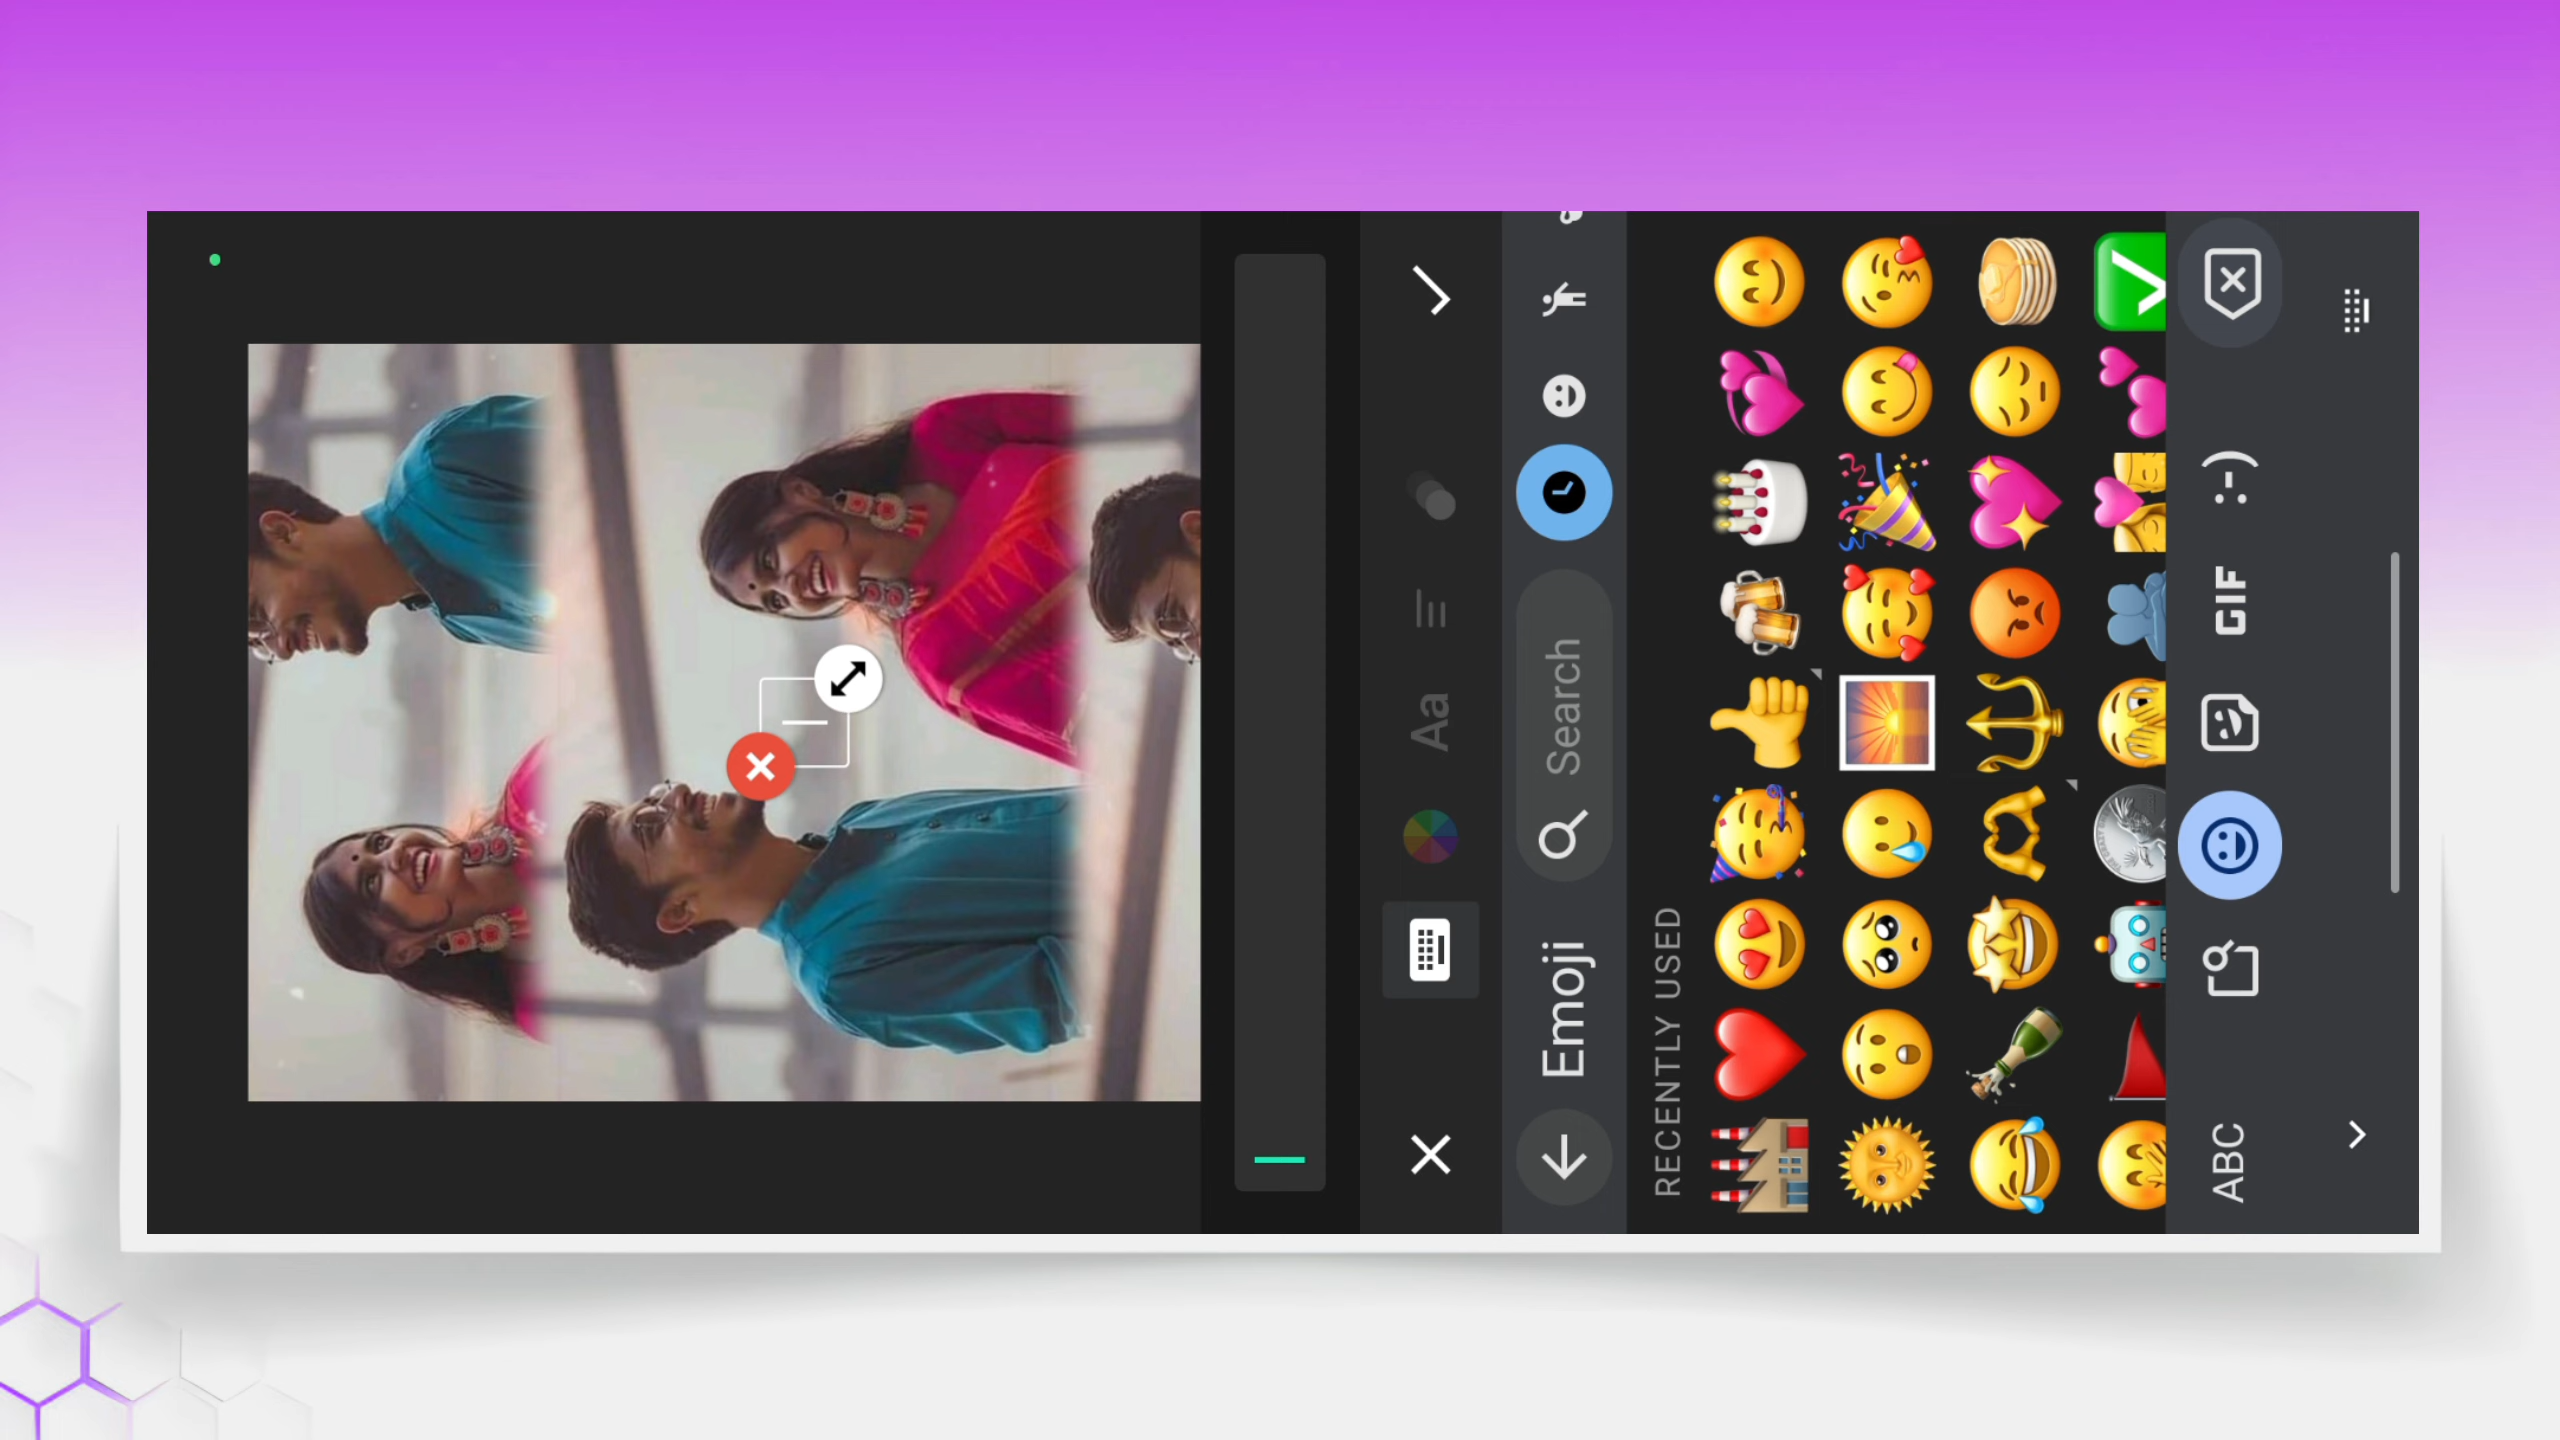 Aa
Emoji
Search
RECENTLY USED
ABC
GIF
:-)